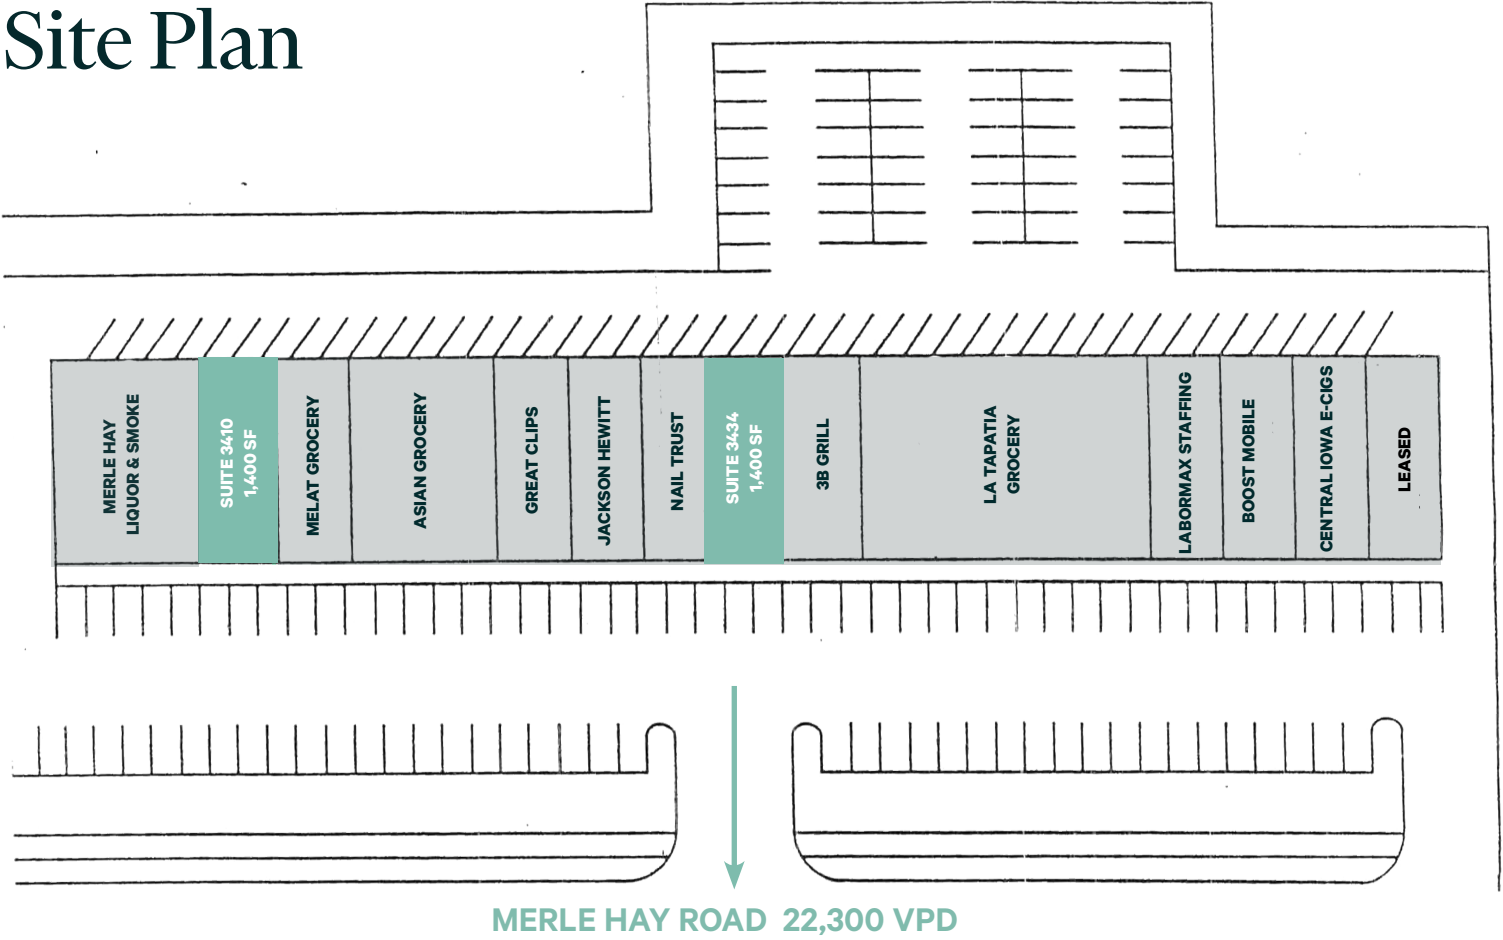 Site Plan
MERLE HAY
LIQUOR & SMOKE
SUITE 3410
1,400 SF
MELAT GROCERY
ASIAN GROCERY
GREAT CLIPS
JACKSON HEWITT
NAIL TRUST
SUITE 3434
1,400 SF
3B GRILL
LA TAPATIA
GROCERY
LABORMAX STAFFING
BOOST MOBILE
CENTRAL IOWA E-CIGS
LEASED
MERLE HAY ROAD 22,300 VPD